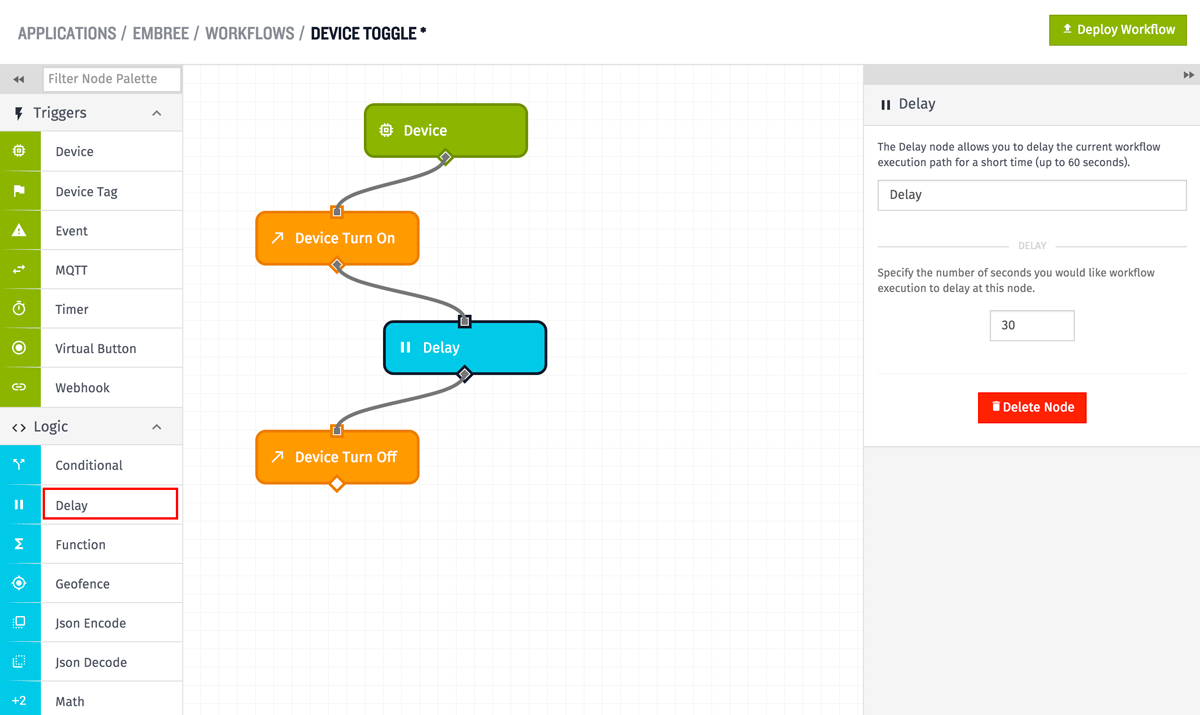 APPLICATIONS / EMBREE / WORKFLOWS / DEVICE TOGGLE *
Deploy Workflow
Filter Node Palette
Triggers
Device
Device Tag
Event
MQTT
Timer
Virtual Button
Webhook
Logic
Conditional
Delay
Function
Geofence
Json Encode
Json Decode
+2 Math
Device
Device Turn On
Delay
Device Turn Off
Delay
The Delay node allows you to delay the current workflow
execution path for a short time (up to 60 seconds).
Delay
DELAY
Specify the number of seconds you would like workflow
execution to delay at this node.
30
Delete Node